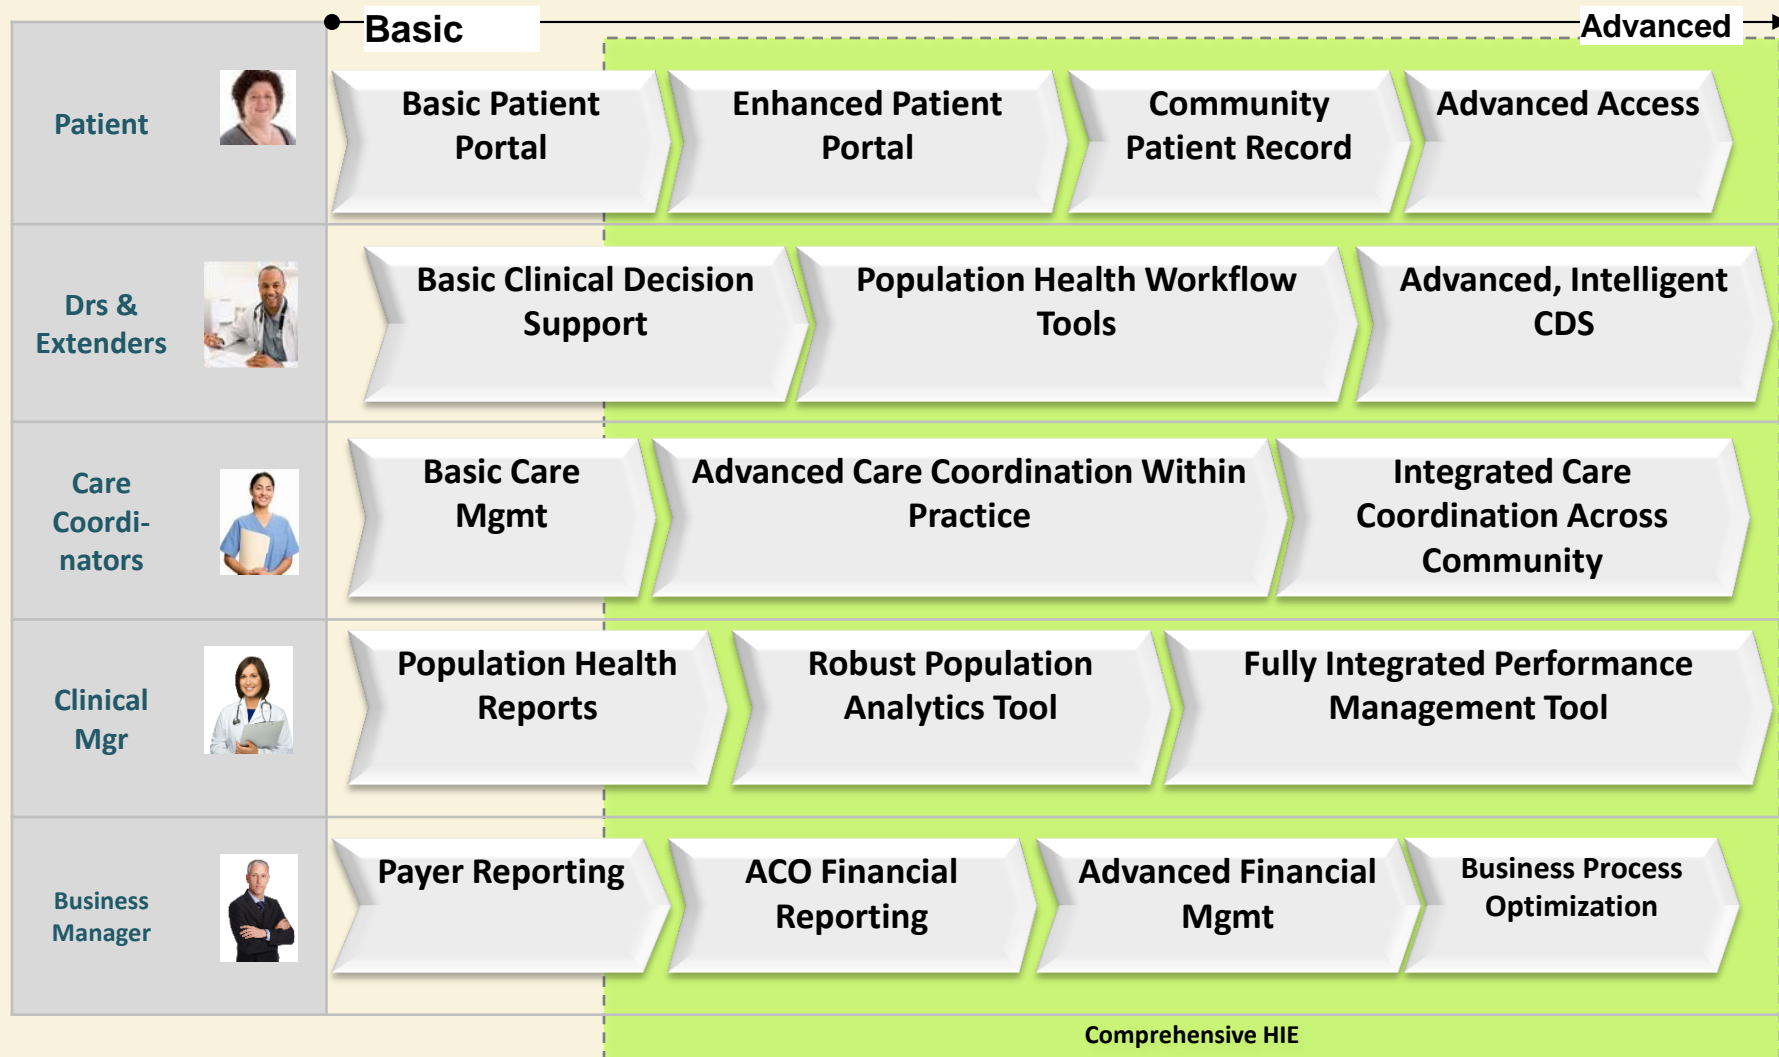 Basic
Advanced
Patient
Basic Patient
Portal
Enhanced Patient
Portal
Community
Patient Record
Advanced Access
Drs &
Extenders
Basic Clinical Decision
Support
Population Health Workflow
Tools
Advanced, Intelligent
CDS
Care
Coordi-
nators
Basic Care
Mgmt
Advanced Care Coordination Within
Practice
Integrated Care
Coordination Across
Community
Clinical
Mgr
Population Health
Reports
Robust Population
Analytics Tool
Fully Integrated Performance
Management Tool
Business
Manager
Payer Reporting
ACO Financial
Reporting
Advanced Financial
Mgmt
Business Process
Optimization
Comprehensive HIE